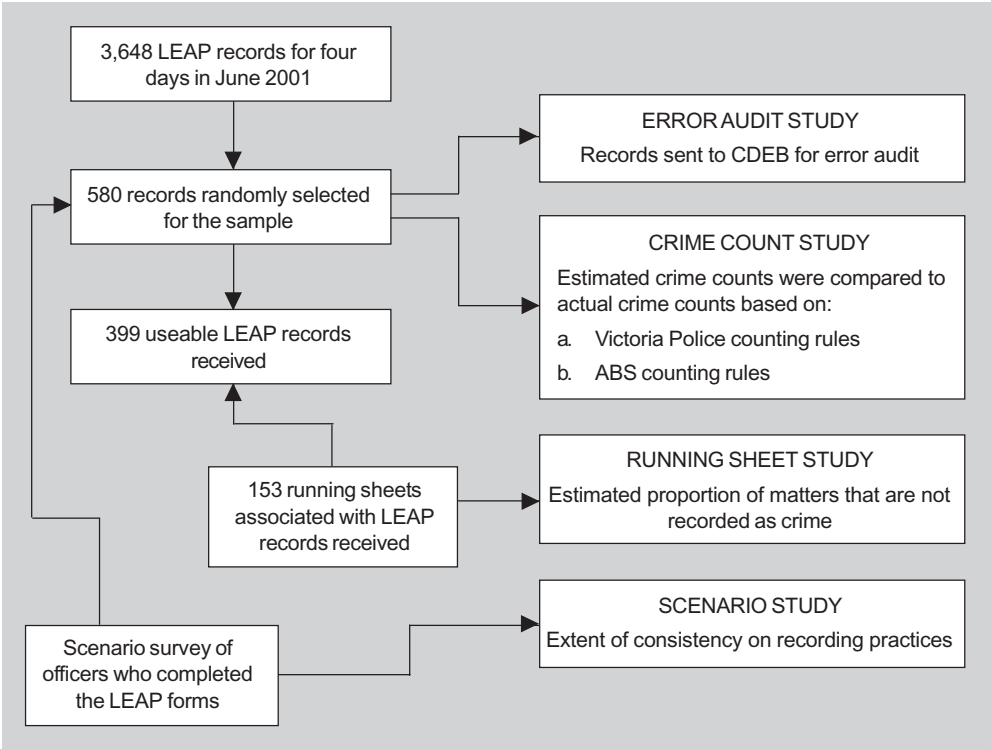 3,648 LEAP records for four
days in June 2001
ERROR AUDIT STUDY
Records sent to CDEB for error audit
580 records randomly selected
for the sample
CRIME COUNT STUDY
Estimated crime counts were compared to
actual crime counts based on:
a. Victoria Police counting rules
b. ABS counting rules
399 useable LEAP records
received
153 running sheets
associated with LEAP
records received
RUNNING SHEET STUDY
Estimated proportion of matters that are not
recorded as crime
SCENARIO STUDY
Extent of consistency on recording practices
Scenario survey of
officers who completed
the LEAP forms